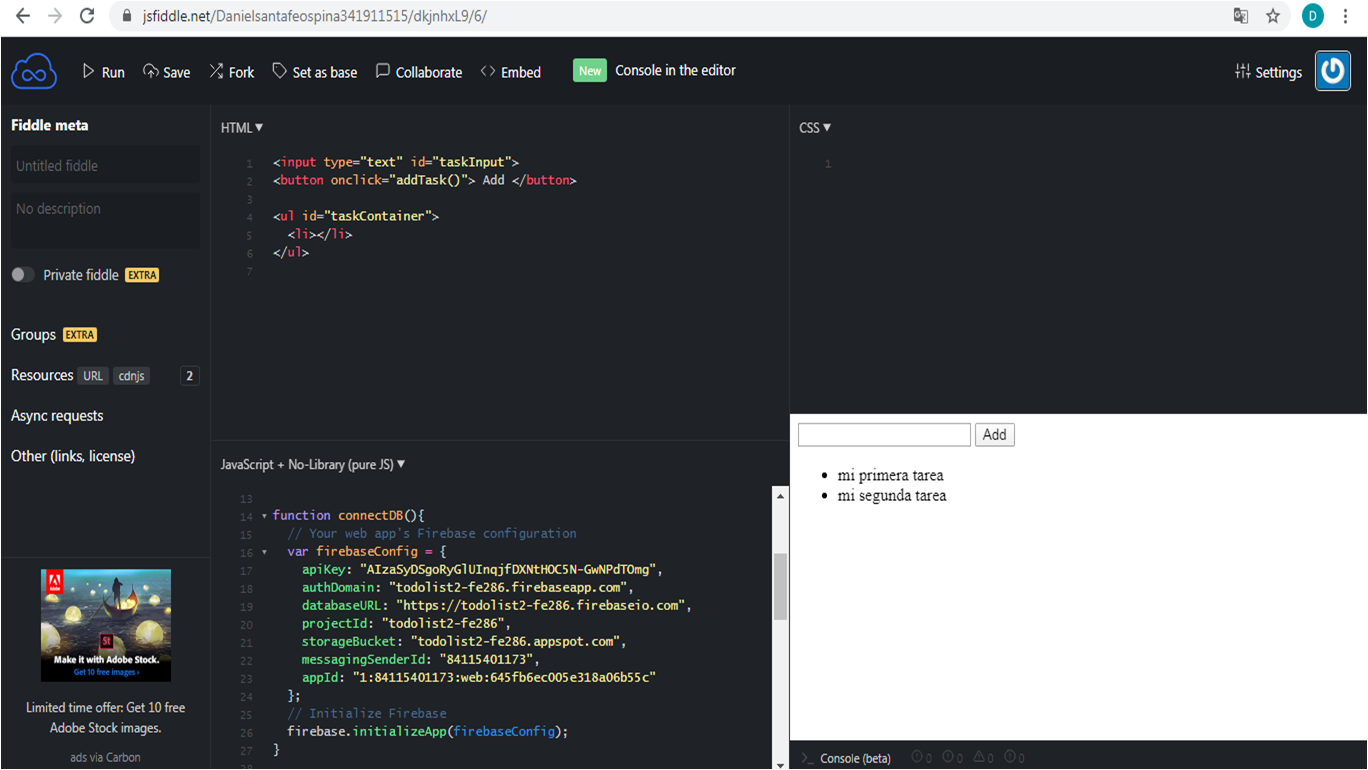 jsfiddle.net/Danielsantafeospina341911515/dkjnhxL9/6/
D
Run Save Fork Set as base Collaborate Embed New Console in the editor Settings
Fiddle meta
Untitled fiddle
No description
Private fiddle EXTRA
Groups EXTRA
Resources URL cdnjs 2
Async requests
Other (links, license)
Make it with Adobe Stock.
Get 10 free images ›
St
Limited time offer: Get 10 free
Adobe Stock images.
ads via Carbon
HTML ▼
1 <input type="text" id="taskInput">
2 <button onclick="addTask()"> Add </button>
3
4 <ul id="taskContainer">
5 <li></li>
6 </ul>
7
JavaScript + No-Library (pure JS) ▼
13
14 function connectDB(){
15 // Your web app's Firebase configuration
16 var firebaseConfig = {
17 apiKey: "AIzaSyDSgoRyGlUInqjfDXNtHOC5N-GwNPdTOmg",
18 authDomain: "todolist2-fe286.firebaseapp.com",
19 databaseURL: "https://todolist2-fe286.firebaseio.com",
20 projectId: "todolist2-fe286",
21 storageBucket: "todolist2-fe286.appspot.com",
22 messagingSenderId: "84115401173",
23 appId: "1:84115401173:web:645fb6ec005e318a06b55c"
24 };
25 // Initialize Firebase
26 firebase.initializeApp(firebaseConfig);
27 }
28
CSS ▼
1
Add
• mi primera tarea
• mi segunda tarea
>_ Console (beta) 0 0 0 0